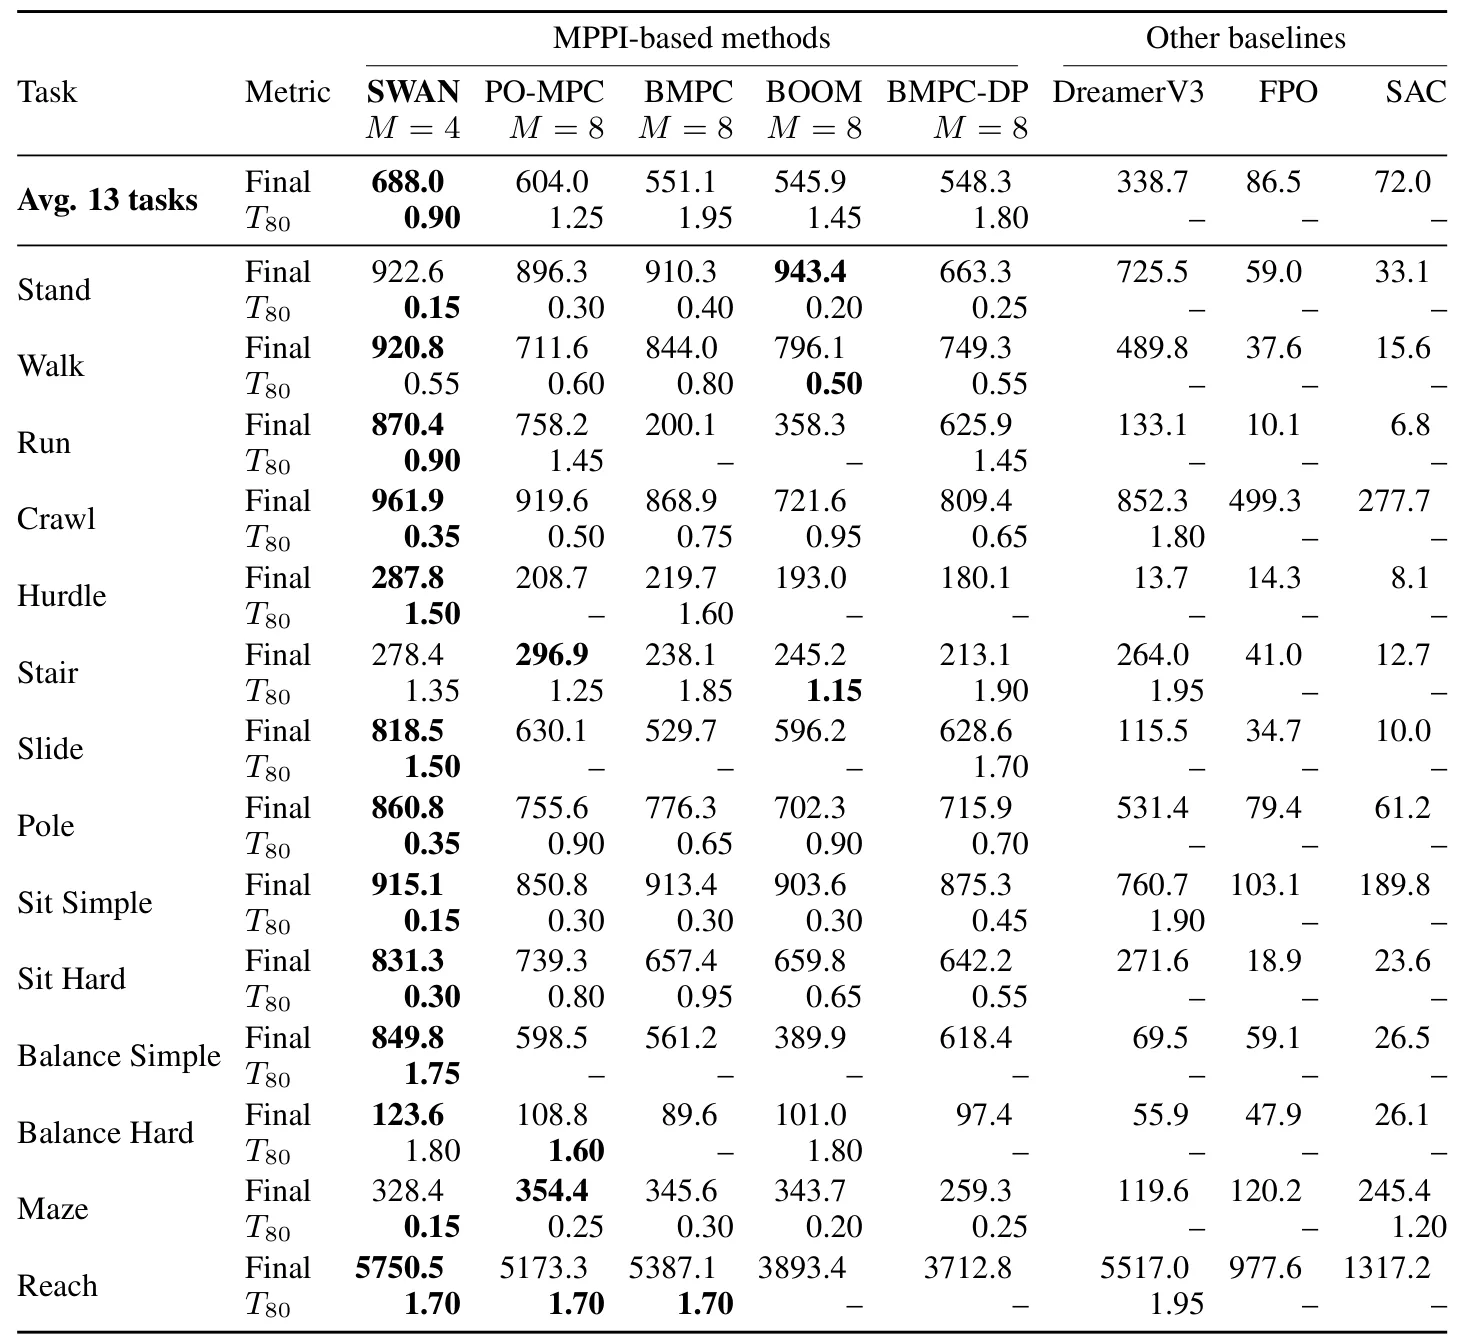 MPPI-based methods Other baselines
Task Metric SWAN PO-MPC BMPC BOOM BMPC-DP DreamerV3 FPO SAC
M = 4 M = 8 M = 8 M = 8 M = 8
Avg. 13 tasks Final 688.0 604.0 551.1 545.9 548.3 338.7 86.5 72.0
T80 0.90 1.25 1.95 1.45 1.80 – – –
Stand Final 922.6 896.3 910.3 943.4 663.3 725.5 59.0 33.1
T80 0.15 0.30 0.40 0.20 0.25 – – –
Walk Final 920.8 711.6 844.0 796.1 749.3 489.8 37.6 15.6
T80 0.55 0.60 0.80 0.50 0.55 – – –
Run Final 870.4 758.2 200.1 358.3 625.9 133.1 10.1 6.8
T80 0.90 1.45 – – 1.45 – – –
Crawl Final 961.9 919.6 868.9 721.6 809.4 852.3 499.3 277.7
T80 0.35 0.50 0.75 0.95 0.65 1.80 – –
Hurdle Final 287.8 208.7 219.7 193.0 180.1 13.7 14.3 8.1
T80 1.50 – 1.60 – – – – –
Stair Final 278.4 296.9 238.1 245.2 213.1 264.0 41.0 12.7
T80 1.35 1.25 1.85 1.15 1.90 1.95 – –
Slide Final 818.5 630.1 529.7 596.2 628.6 115.5 34.7 10.0
T80 1.50 – – – 1.70 – – –
Pole Final 860.8 755.6 776.3 702.3 715.9 531.4 79.4 61.2
T80 0.35 0.90 0.65 0.90 0.70 – – –
Sit Simple Final 915.1 850.8 913.4 903.6 875.3 760.7 103.1 189.8
T80 0.15 0.30 0.30 0.30 0.45 1.90 – –
Sit Hard Final 831.3 739.3 657.4 659.8 642.2 271.6 18.9 23.6
T80 0.30 0.80 0.95 0.65 0.55 – – –
Balance Simple Final 849.8 598.5 561.2 389.9 618.4 69.5 59.1 26.5
T80 1.75 – – – – – – –
Balance Hard Final 123.6 108.8 89.6 101.0 97.4 55.9 47.9 26.1
T80 1.80 1.60 – 1.80 – – – –
Maze Final 328.4 354.4 345.6 343.7 259.3 119.6 120.2 245.4
T80 0.15 0.25 0.30 0.20 0.25 – – 1.20
Reach Final 5750.5 5173.3 5387.1 3893.4 3712.8 5517.0 977.6 1317.2
T80 1.70 1.70 1.70 – – 1.95 – –